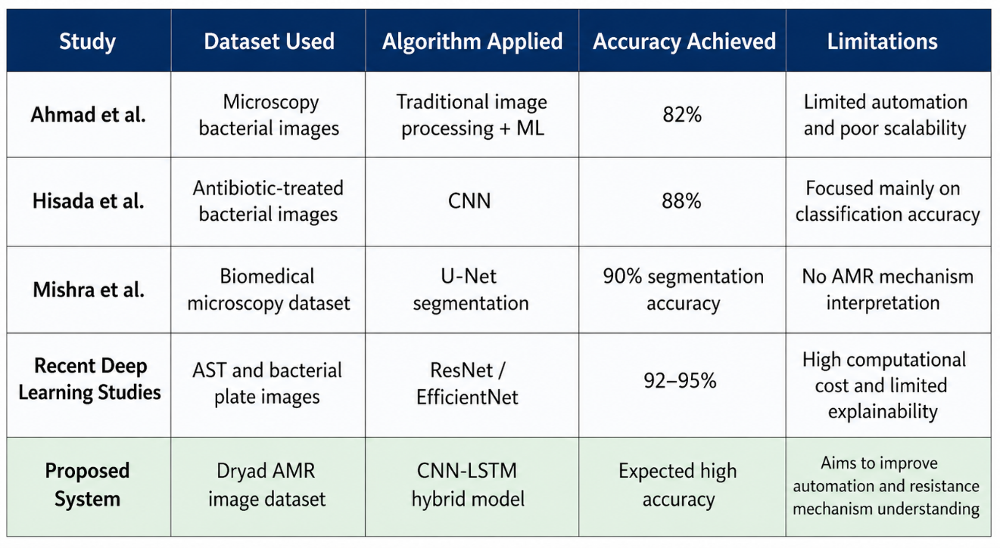 Study
Dataset Used
Algorithm Applied
Accuracy Achieved
Limitations
Ahmad et al.
Microscopy
bacterial images
Traditional image
processing + ML
82%
Limited automation
and poor scalability
Hisada et al.
Antibiotic-treated
bacterial images
CNN
88%
Focused mainly on
classification accuracy
Mishra et al.
Biomedical
microscopy dataset
U-Net
segmentation
90% segmentation
accuracy
No AMR mechanism
interpretation
Recent Deep
Learning Studies
AST and bacterial
plate images
ResNet /
EfficientNet
92–95%
High computational
cost and limited
explainability
Proposed
System
Dryad AMR
image dataset
CNN-LSTM
hybrid model
Expected high
accuracy
Aims to improve
automation and resistance
mechanism understanding